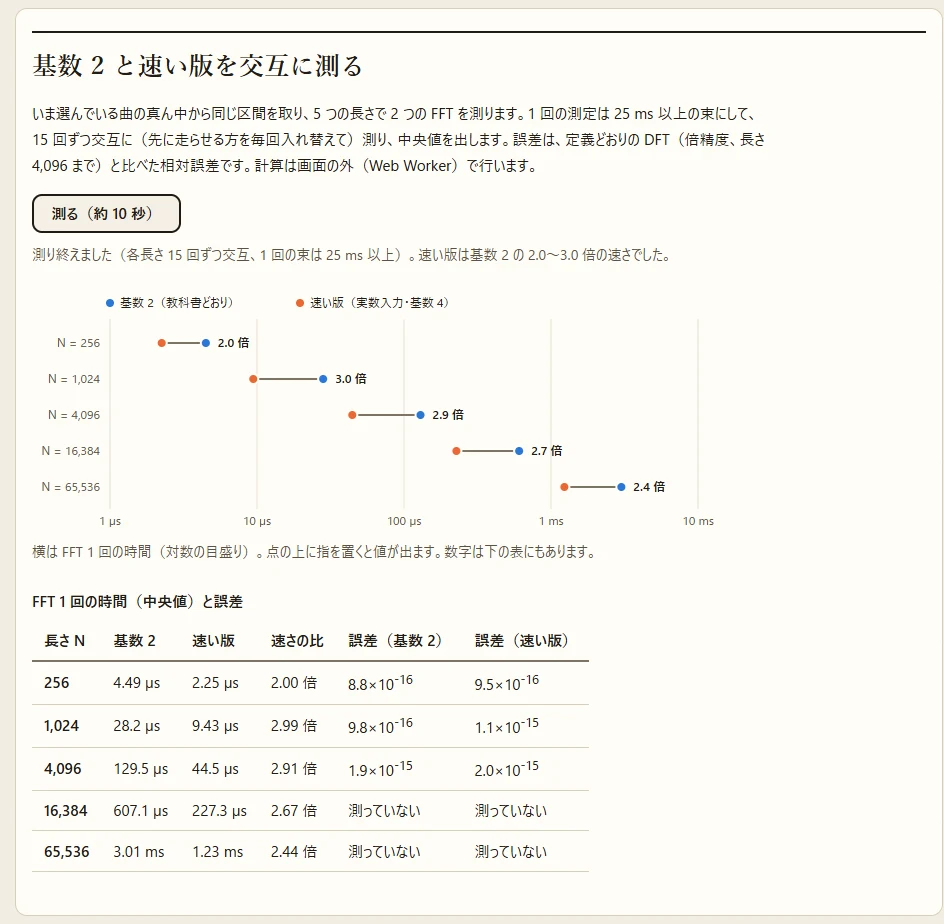 基数 2 と速い版を交互に測る
いま選んでいる曲の真ん中から同じ区間を取り、5 つの長さで 2 つの FFT を測ります。1 回の測定は 25 ms 以上の束にして、
15 回ずつ交互に（先に走らせる方を毎回入れ替えて）測り、中央値を出します。誤差は、定義どおりの DFT（倍精度、長さ
4,096 まで）と比べた相対誤差です。計算は画面の外（Web Worker）で行います。
測る（約 10 秒）
測り終えました（各長さ 15 回ずつ交互、1 回の束は 25 ms 以上）。速い版は基数 2 の 2.0〜3.0 倍の速さでした。
基数 2（教科書どおり） 速い版（実数入力・基数 4）
N = 256 2.0 倍
N = 1,024 3.0 倍
N = 4,096 2.9 倍
N = 16,384 2.7 倍
N = 65,536 2.4 倍
1 µs 10 µs 100 µs 1 ms 10 ms
横は FFT 1 回の時間（対数の目盛り）。点の上に指を置くと値が出ます。数字は下の表にもあります。
FFT 1 回の時間（中央値）と誤差
長さ N 基数 2 速い版 速さの比 誤差（基数 2） 誤差（速い版）
256 4.49 µs 2.25 µs 2.00 倍 8.8×10⁻¹⁶ 9.5×10⁻¹⁶
1,024 28.2 µs 9.43 µs 2.99 倍 9.8×10⁻¹⁶ 1.1×10⁻¹⁵
4,096 129.5 µs 44.5 µs 2.91 倍 1.9×10⁻¹⁵ 2.0×10⁻¹⁵
16,384 607.1 µs 227.3 µs 2.67 倍 測っていない 測っていない
65,536 3.01 ms 1.23 ms 2.44 倍 測っていない 測っていない